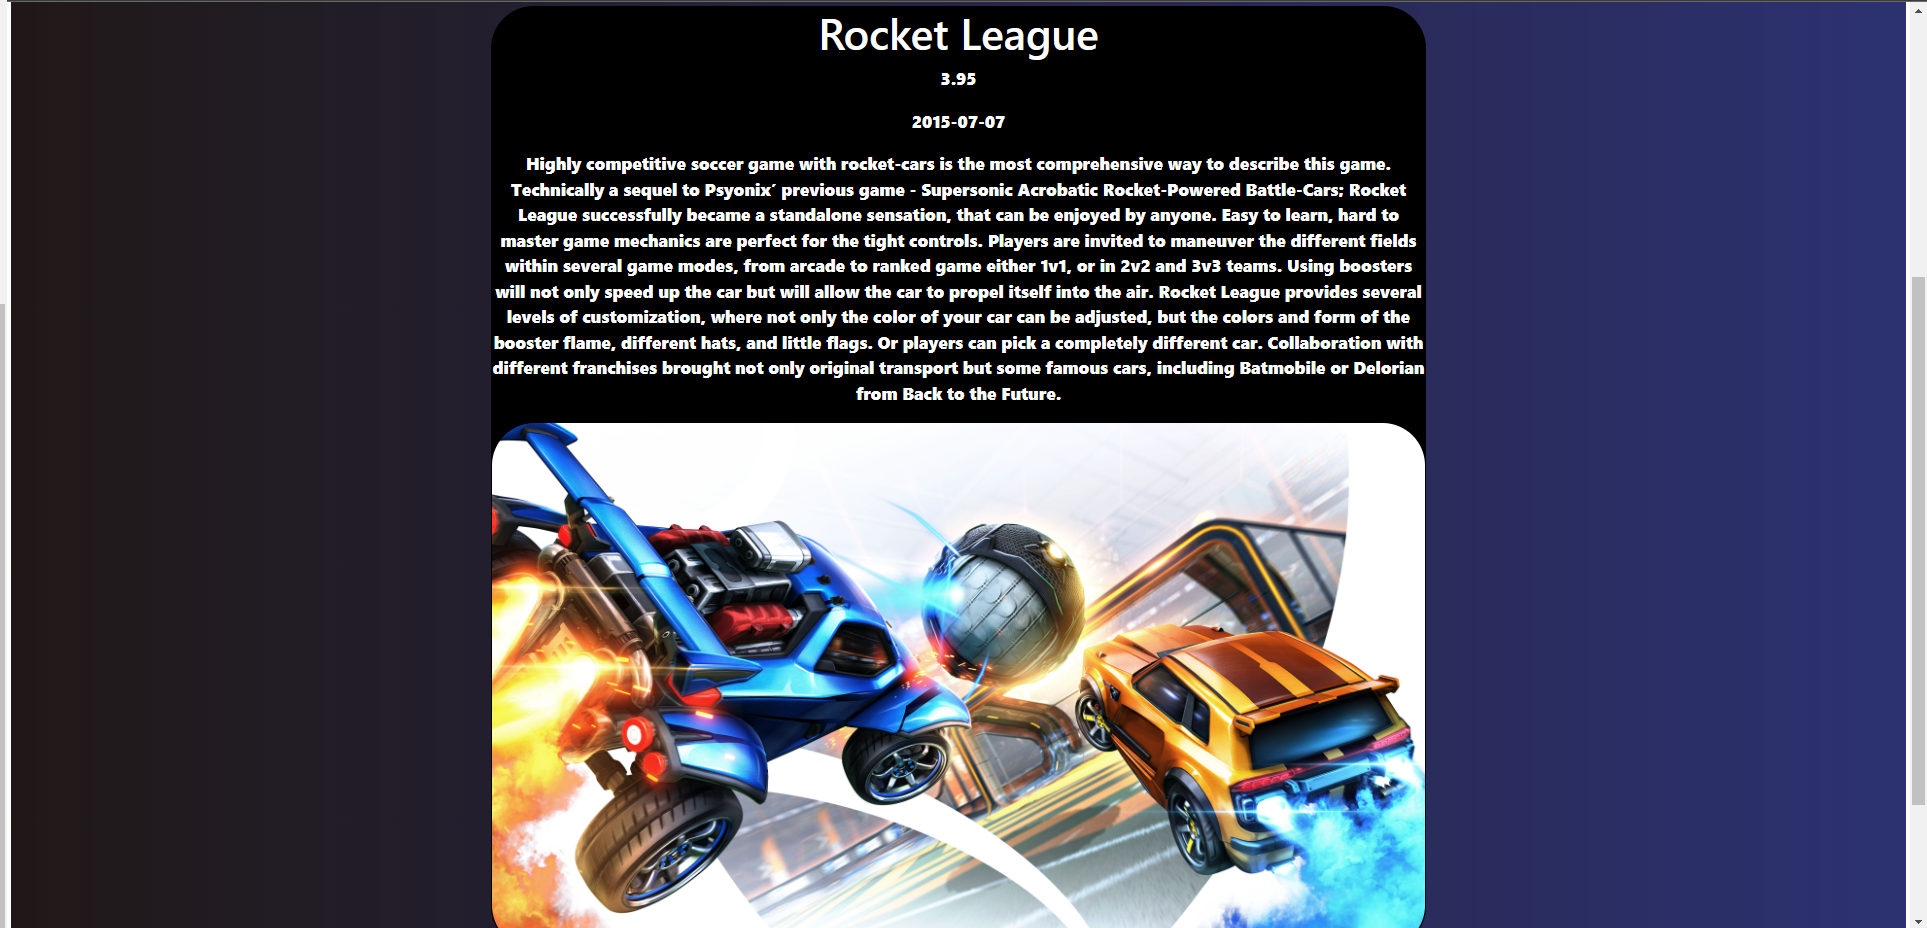 Rocket League
3.95
2015-07-07
Highly competitive soccer game with rocket-cars is the most comprehensive way to describe this game.
Technically a sequel to Psyonix´ previous game - Supersonic Acrobatic Rocket-Powered Battle-Cars; Rocket
League successfully became a standalone sensation, that can be enjoyed by anyone. Easy to learn, hard to
master game mechanics are perfect for the tight controls. Players are invited to maneuver the different fields
within several game modes, from arcade to ranked game either 1v1, or in 2v2 and 3v3 teams. Using boosters
will not only speed up the car but will allow the car to propel itself into the air. Rocket League provides several
levels of customization, where not only the color of your car can be adjusted, but the colors and form of the
booster flame, different hats, and little flags. Or players can pick a completely different car. Collaboration with
different franchises brought not only original transport but some famous cars, including Batmobile or Delorian
from Back to the Future.